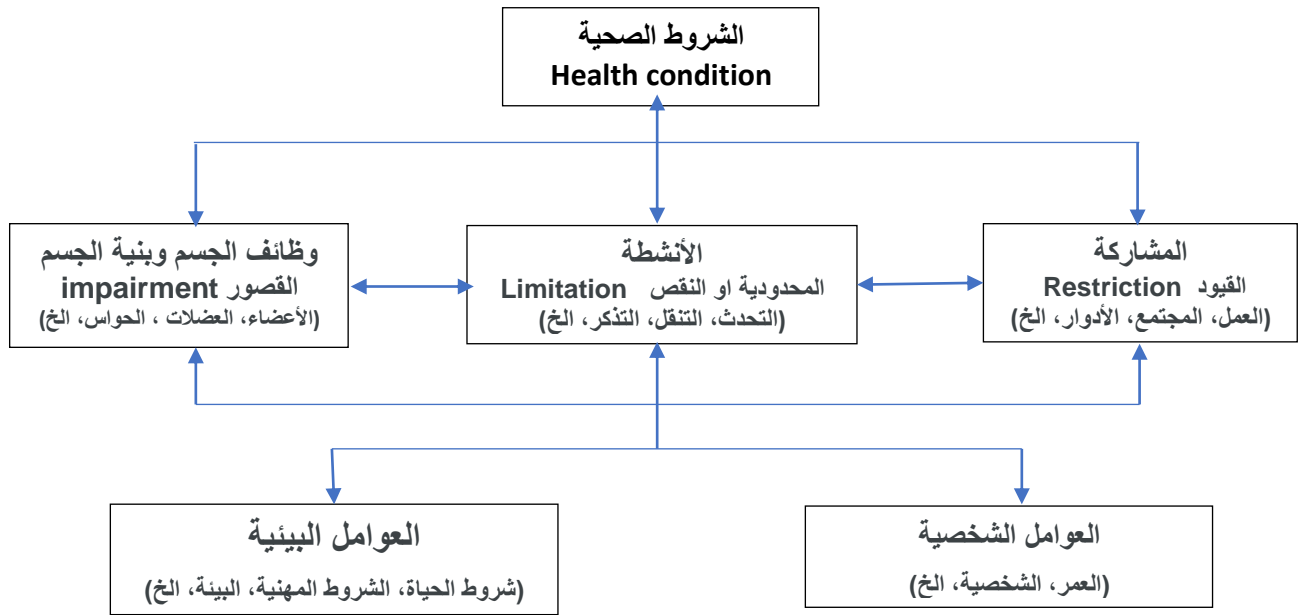 الشروط الصحية
Health condition
المشاركة
القيود Restriction
(العمل، المجتمع، الأدوار، الخ)
الأنشطة
المحدودية او النقص Limitation
(التحدث، التنقل، التذكر، الخ)
وظائف الجسم وبنية الجسم
القصور impairment
(الأعضاء، العضلات ، الحواس، الخ)
العوامل الشخصية
(العمر، الشخصية، الخ)
العوامل البيئية
(شروط الحياة، الشروط المهنية، البيئة، الخ)